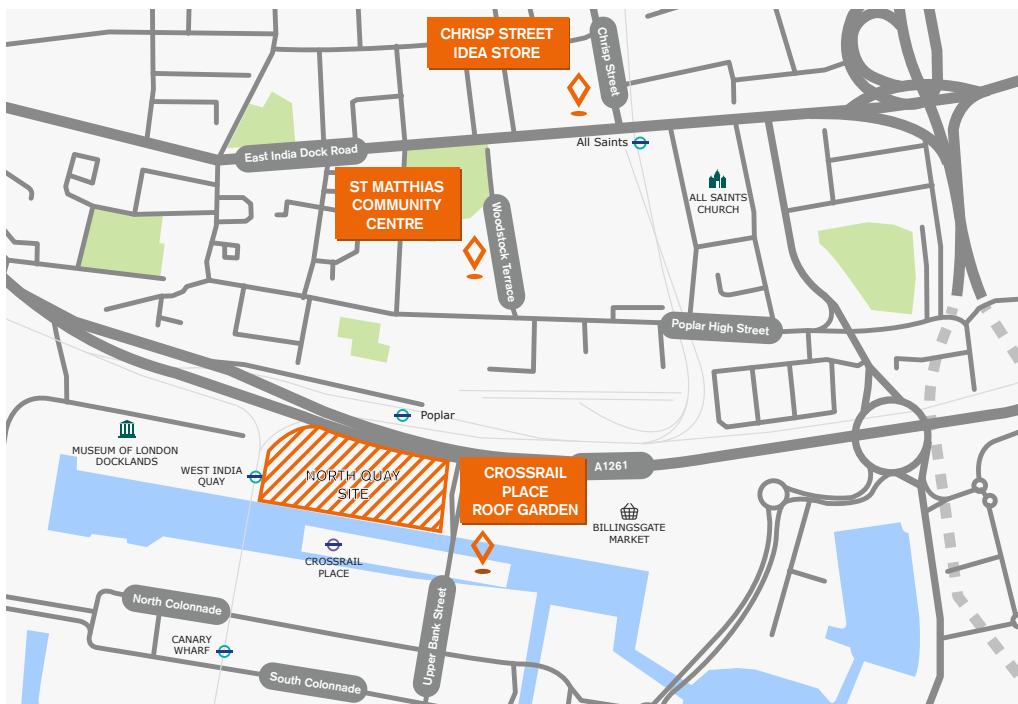 CHRISP STREET
IDEA STORE
Chrisp Street
All Saints
East India Dock Road
ST MATTHIAS
COMMUNITY
CENTRE
ALL SAINTS
CHURCH
Woodstock Terrace
Poplar High Street
Poplar
MUSEUM OF LONDON
DOCKLANDS
WEST INDIA
QUAY
NORTH QUAY
SITE
A1261
CROSSRAIL
PLACE
ROOF GARDEN
BILLINGSGATE
MARKET
CROSSRAIL
PLACE
North Colonnade
Upper Bank Street
CANARY
WHARF
South Colonnade